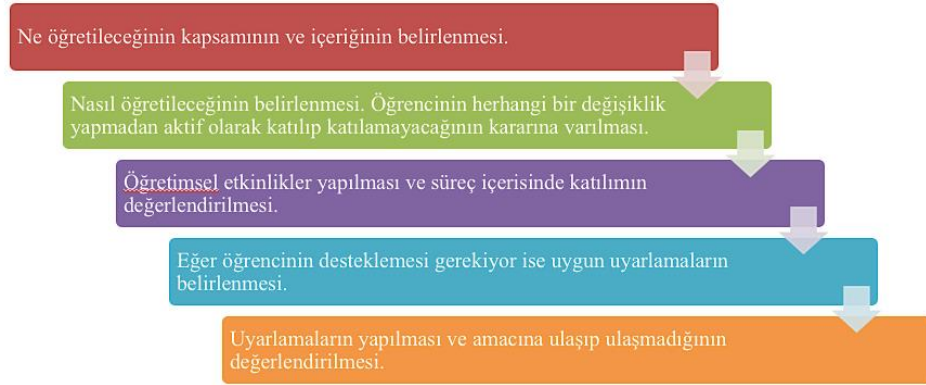 Ne öğretileceğinin kapsamının ve içeriğinin belirlenmesi.
Nasıl öğretileceğinin belirlenmesi. Öğrencinin herhangi bir değişiklik
yapmadan aktif olarak katılıp katılamayacağının kararına varılması.
Öğretimsel etkinlikler yapılması ve süreç içerisinde katılımın
değerlendirilmesi.
Eğer öğrencinin desteklemesi gerekiyor ise uygun uyarlamaların
belirlenmesi.
Uyarlamaların yapılması ve amacına ulaşıp ulaşmadığının
değerlendirilmesi.